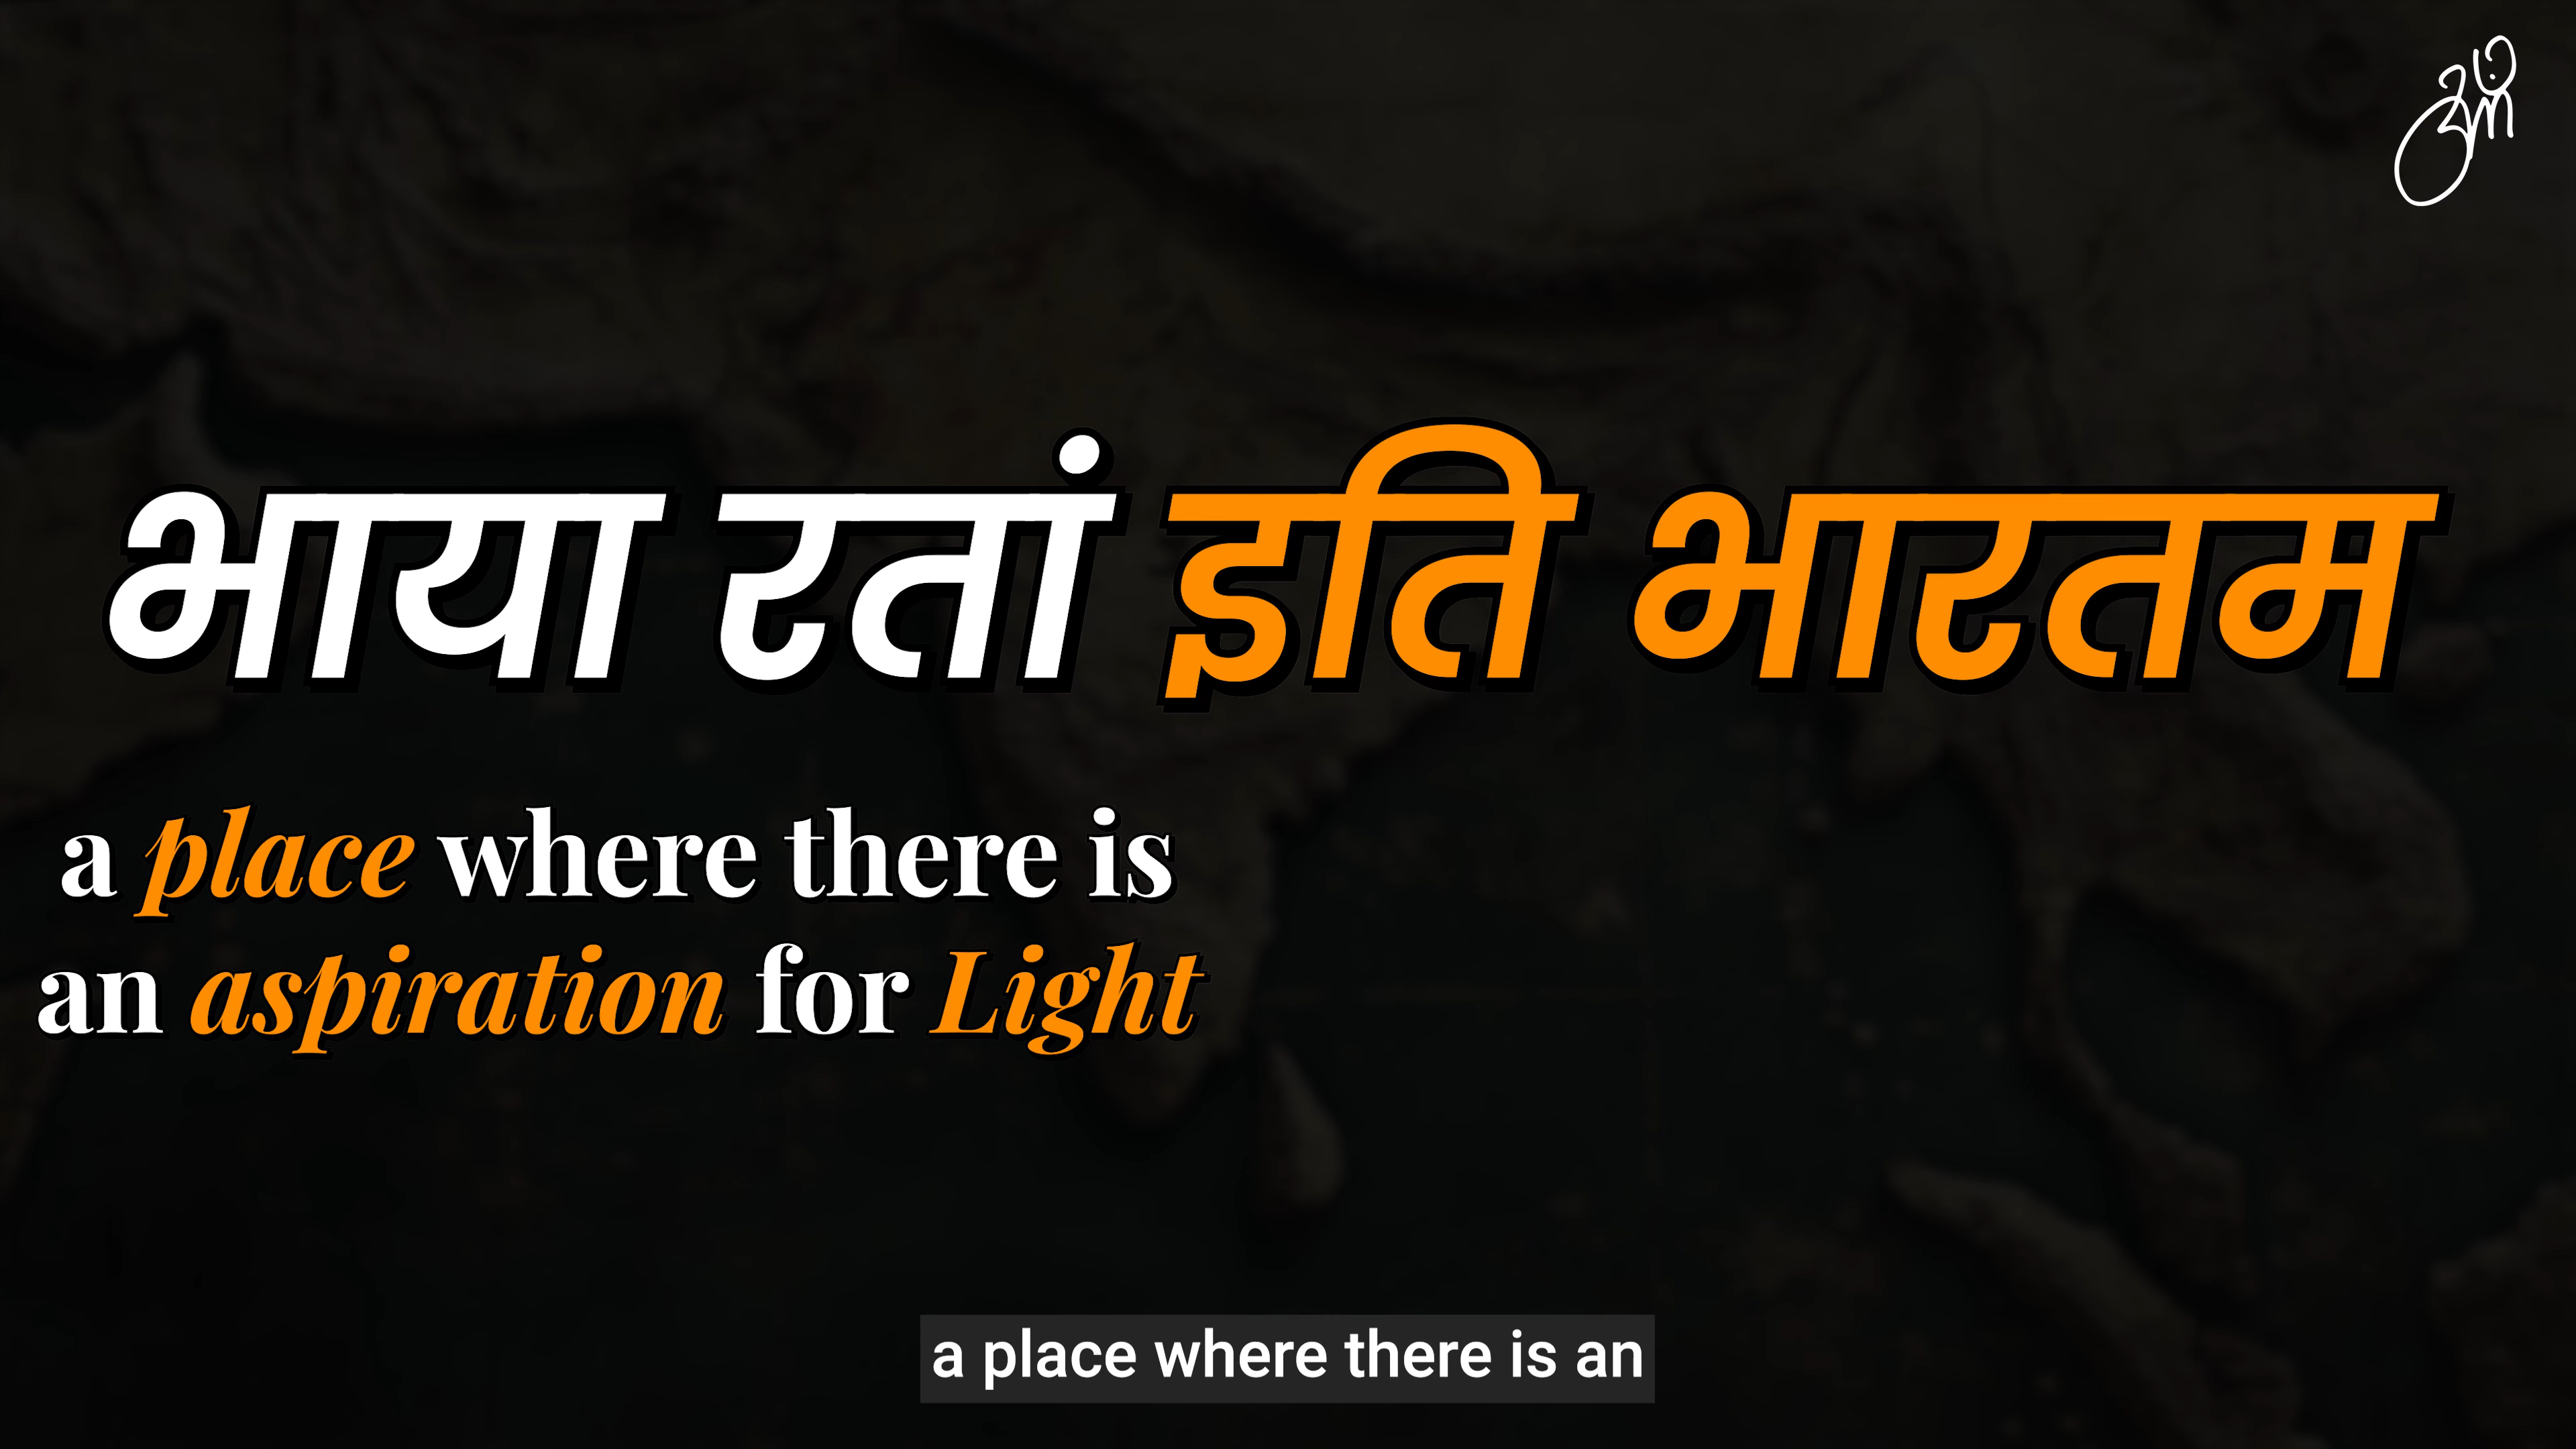 भाया रतां इति भारतम
a place where there is
an aspiration for Light
a place where there is an